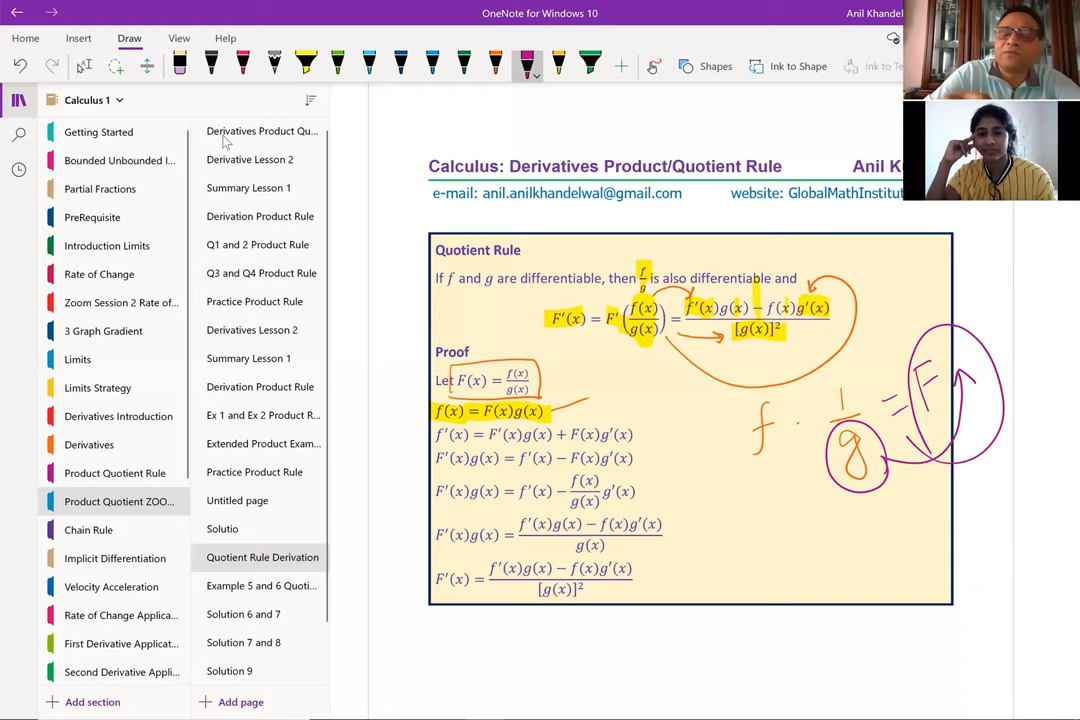 OneNote for Windows 10
Anil Khandel
Home Insert Draw View Help
Shapes Ink to Shape Ink to Te
Calculus 1
Getting Started
Bounded Unbounded I...
Partial Fractions
PreRequisite
Introduction Limits
Rate of Change
Zoom Session 2 Rate of...
3 Graph Gradient
Limits
Limits Strategy
Derivatives Introduction
Derivatives
Product Quotient Rule
Product Quotient ZOO...
Chain Rule
Implicit Differentiation
Velocity Acceleration
Rate of Change Applica...
First Derivative Applicat...
Second Derivative Appli...
Add section
Derivatives Product Qu...
Derivative Lesson 2
Summary Lesson 1
Derivation Product Rule
Q1 and 2 Product Rule
Q3 and Q4 Product Rule
Practice Product Rule
Derivatives Lesson 2
Summary Lesson 1
Derivation Product Rule
Ex 1 and Ex 2 Product R...
Extended Product Exam...
Practice Product Rule
Untitled page
Solutio
Quotient Rule Derivation
Example 5 and 6 Quoti...
Solution 6 and 7
Solution 7 and 8
Solution 9
Add page
Calculus: Derivatives Product/Quotient Rule Anil K
e-mail: anil.anilkhandelwal@gmail.com website: GlobalMathInstitut
Quotient Rule
If f and g are differentiable, then f/g is also differentiable and
F'(x) = F'(f(x)/g(x)) = f'(x)g(x) − f(x)g'(x) / [g(x)]²
Proof
Let F(x) = f(x)/g(x)
f(x) = F(x)g(x)
f'(x) = F'(x)g(x) + F(x)g'(x)
F'(x)g(x) = f'(x) − F(x)g'(x)
F'(x)g(x) = f'(x) − f(x)/g(x) g'(x)
F'(x)g(x) = f'(x)g(x) − f(x)g'(x) / g(x)
F'(x) = f'(x)g(x) − f(x)g'(x) / [g(x)]²
f · 1/g = F